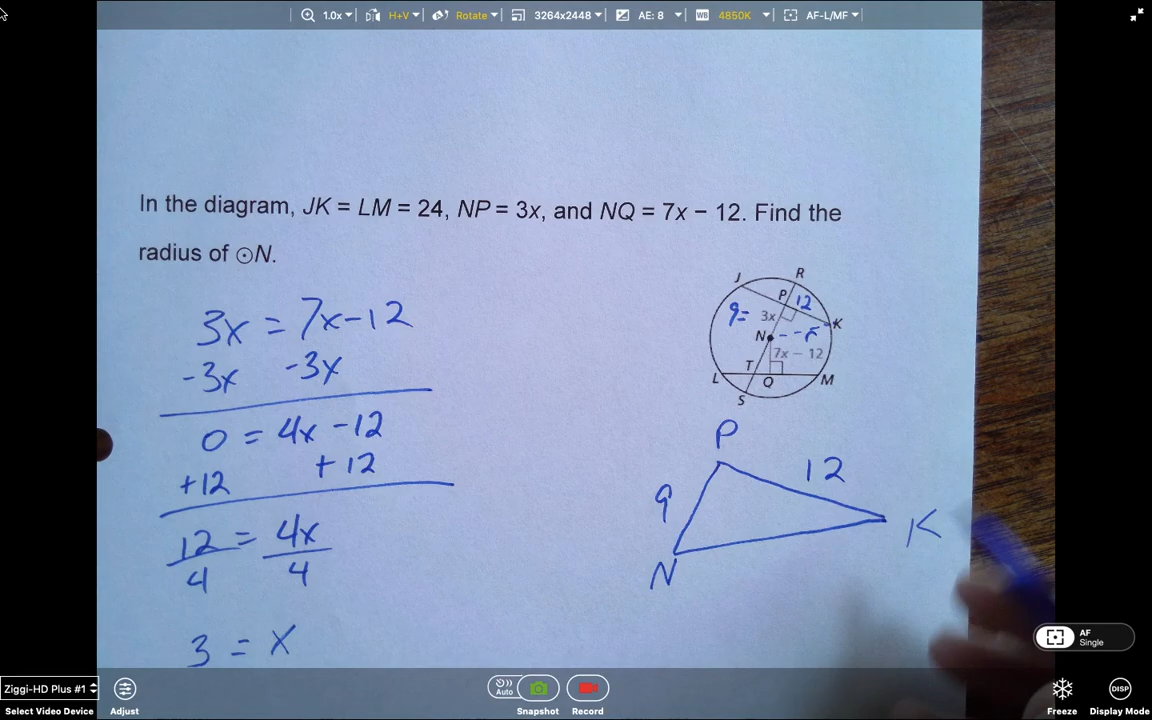 1.0x H+V Rotate 3264x2448 AE: 8 WB 4850K AF-L/MF
In the diagram, JK = LM = 24, NP = 3x, and NQ = 7x − 12. Find the
radius of ⊙N.
J R
P 12
9= 3x K
N r
7x − 12
L T Q M
S
3x = 7x-12
-3x -3x
0 = 4x -12
+12 +12
12 = 4x
4 4
3 = x
P
12
9
K
N
AF
Single
Ziggi-HD Plus #1
Auto
DISP
Select Video Device Adjust Snapshot Record Freeze Display Mode